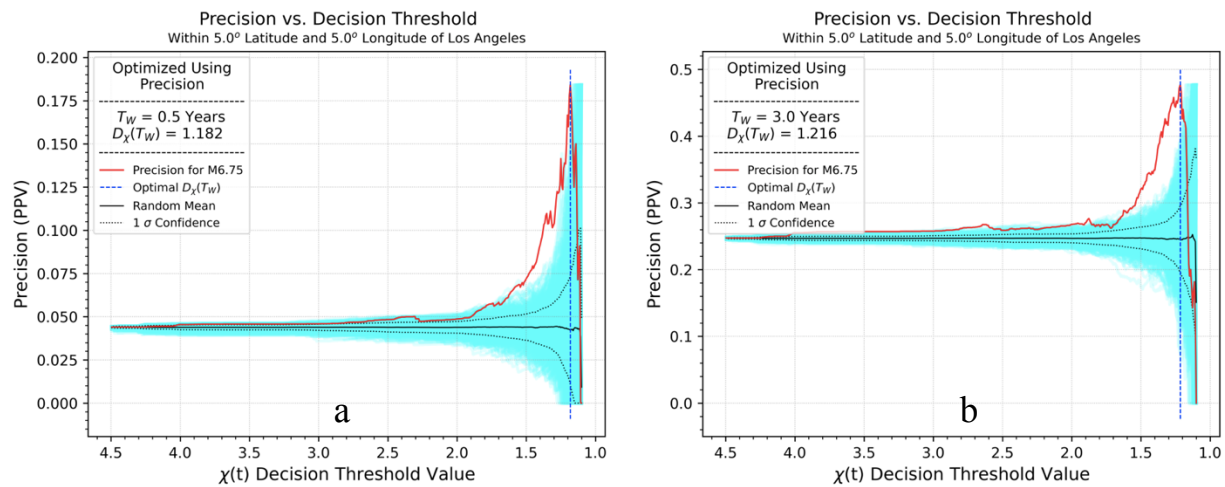 Precision vs. Decision Threshold
Within 5.0° Latitude and 5.0° Longitude of Los Angeles
Optimized Using
Precision
T_W = 0.5 Years
D_χ(T_W) = 1.182
Precision for M6.75
Optimal D_χ(T_W)
Random Mean
1 σ Confidence
Precision (PPV)
0.200
0.175
0.150
0.125
0.100
0.075
0.050
0.025
0.000
a
4.5 4.0 3.5 3.0 2.5 2.0 1.5 1.0
χ(t) Decision Threshold Value
Precision vs. Decision Threshold
Within 5.0° Latitude and 5.0° Longitude of Los Angeles
Optimized Using
Precision
T_W = 3.0 Years
D_χ(T_W) = 1.216
Precision for M6.75
Optimal D_χ(T_W)
Random Mean
1 σ Confidence
Precision (PPV)
0.5
0.4
0.3
0.2
0.1
0.0
b
4.5 4.0 3.5 3.0 2.5 2.0 1.5 1.0
χ(t) Decision Threshold Value